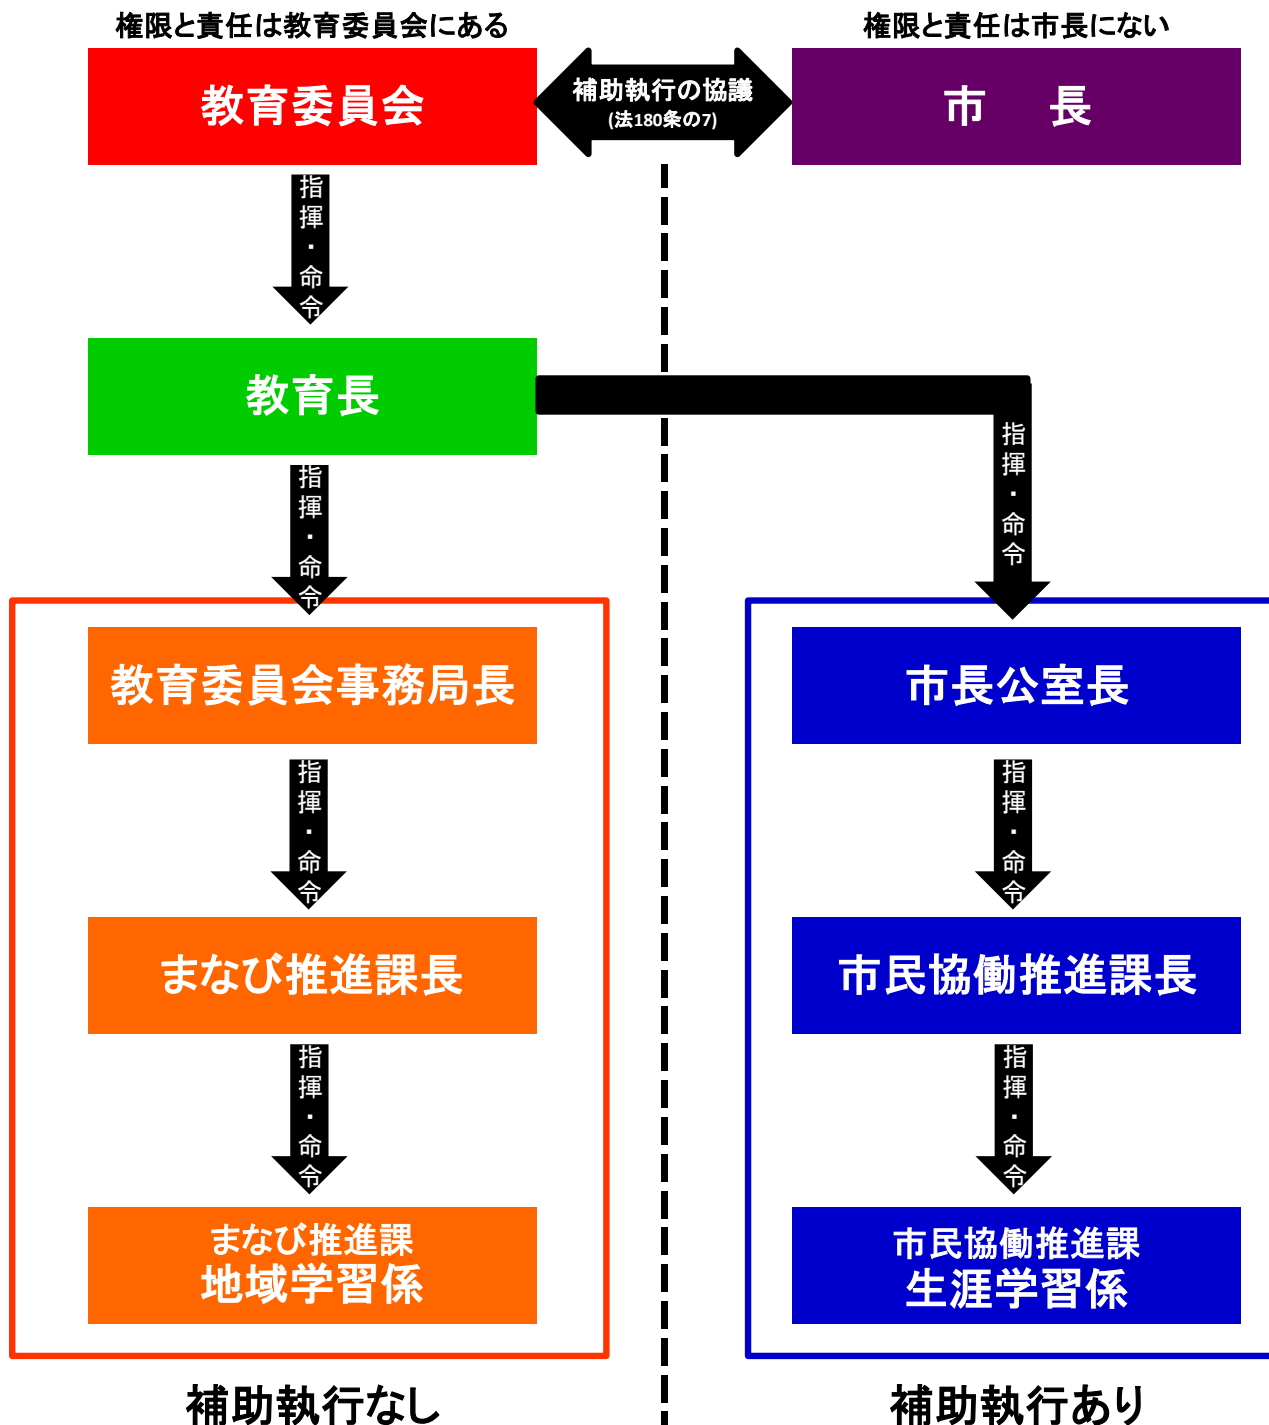 権限と責任は教育委員会にある
権限と責任は市長にない
教育委員会
補助執行の協議
(法180条の7)
市　長
指揮・命令
教育長
指揮・命令
指揮・命令
教育委員会事務局長
市長公室長
指揮・命令
指揮・命令
まなび推進課長
市民協働推進課長
指揮・命令
指揮・命令
まなび推進課
地域学習係
市民協働推進課
生涯学習係
補助執行なし
補助執行あり